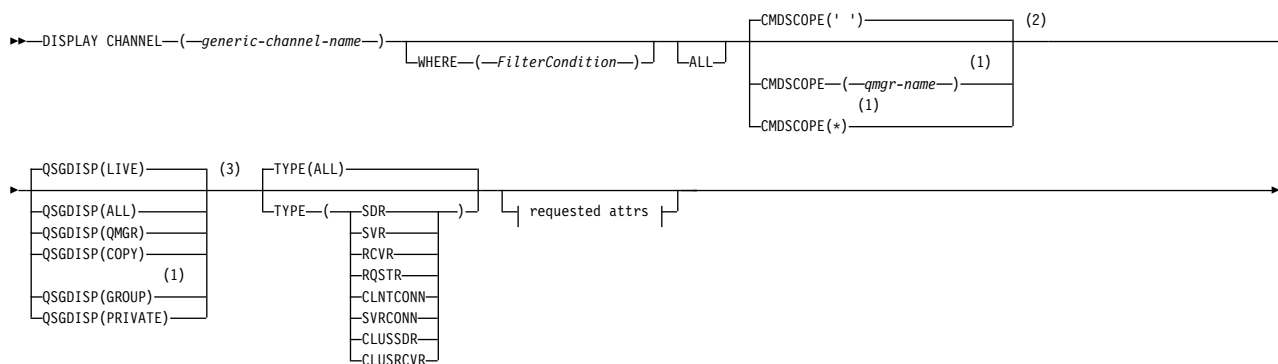 CMDSCOPE(' ') (2)
DISPLAY CHANNEL ( generic-channel-name )
WHERE ( FilterCondition ) ALL (1)
CMDSCOPE ( qmgr-name )
(1)
CMDSCOPE(*)
QSGDISP(LIVE) (3) TYPE(ALL)
QSGDISP(ALL) TYPE ( SDR ) requested attrs
QSGDISP(QMGR) SVR
QSGDISP(COPY) RCVR
(1) RQSTR
QSGDISP(GROUP) CLNTCONN
QSGDISP(PRIVATE) SVRCONN
CLUSSDR
CLUSRCVR